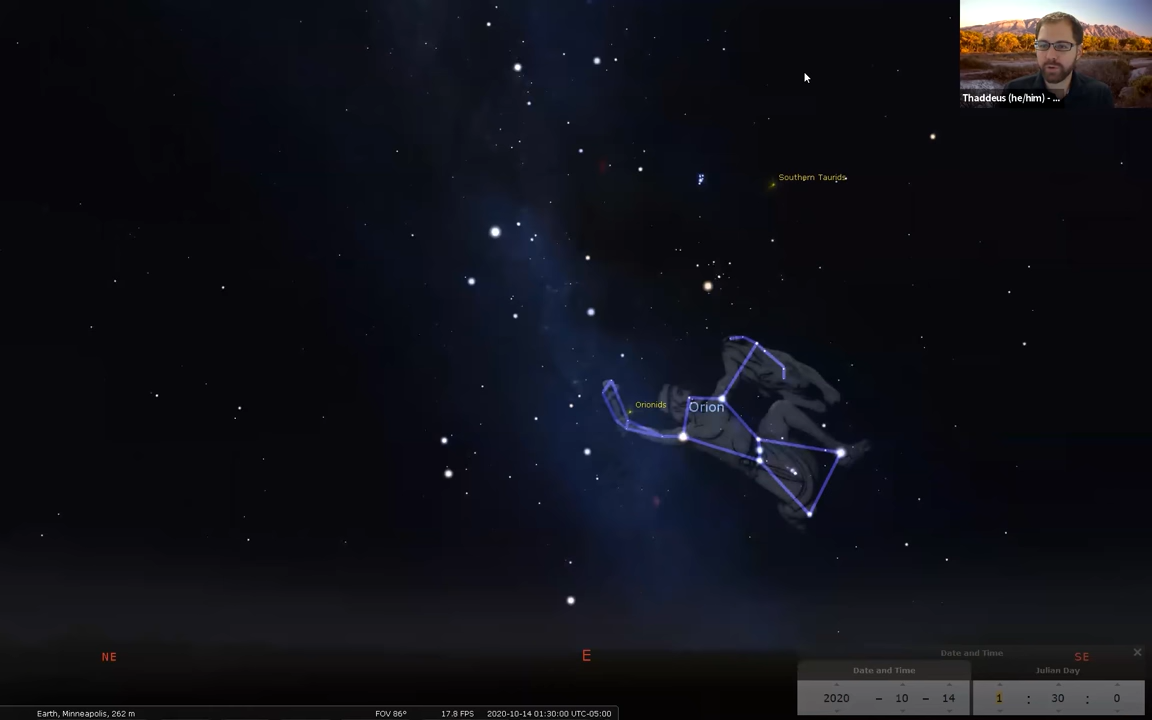 Thaddeus (he/him) - ...
Southern Taurids
Orionids
Orion
NE
E
SE
Date and Time
Date and Time
Julian Day
2020 - 10 - 14
1 : 30 : 0
Earth, Minneapolis, 262 m
FOV 86°
17.8 FPS
2020-10-14 01:30:00 UTC-05:00